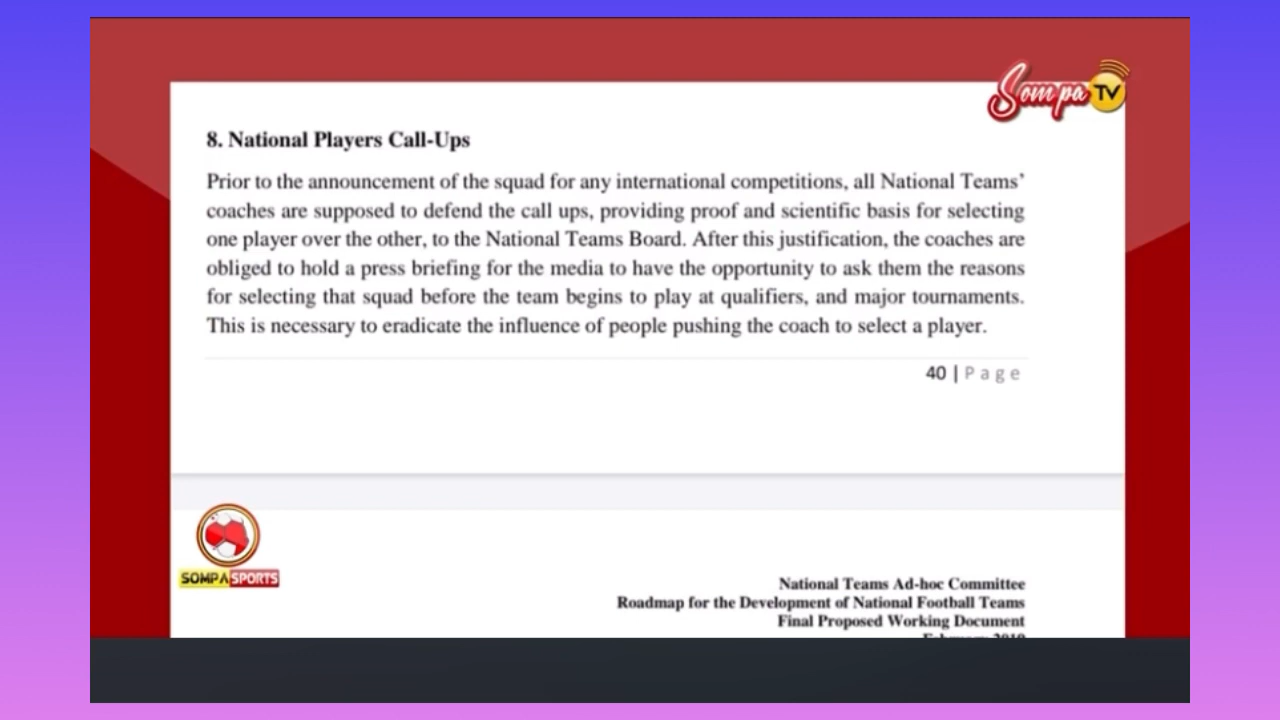 Sompa TV
8. National Players Call-Ups
Prior to the announcement of the squad for any international competitions, all National Teams’
coaches are supposed to defend the call ups, providing proof and scientific basis for selecting
one player over the other, to the National Teams Board. After this justification, the coaches are
obliged to hold a press briefing for the media to have the opportunity to ask them the reasons
for selecting that squad before the team begins to play at qualifiers, and major tournaments.
This is necessary to eradicate the influence of people pushing the coach to select a player.
40 | Page
SOMPA SPORTS
National Teams Ad-hoc Committee
Roadmap for the Development of National Football Teams
Final Proposed Working Document